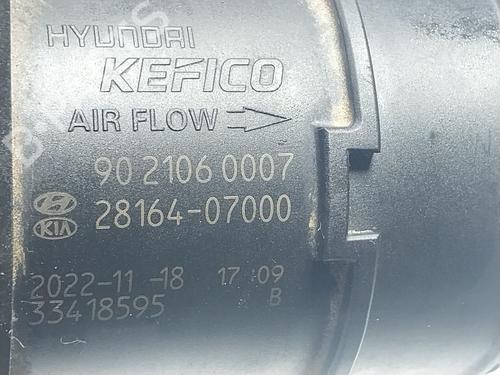 HYUNDAI
KEFICO
AIR FLOW
90 2106 0007
28164-07000
KIA
2022-11-18 17 09
33418595 B